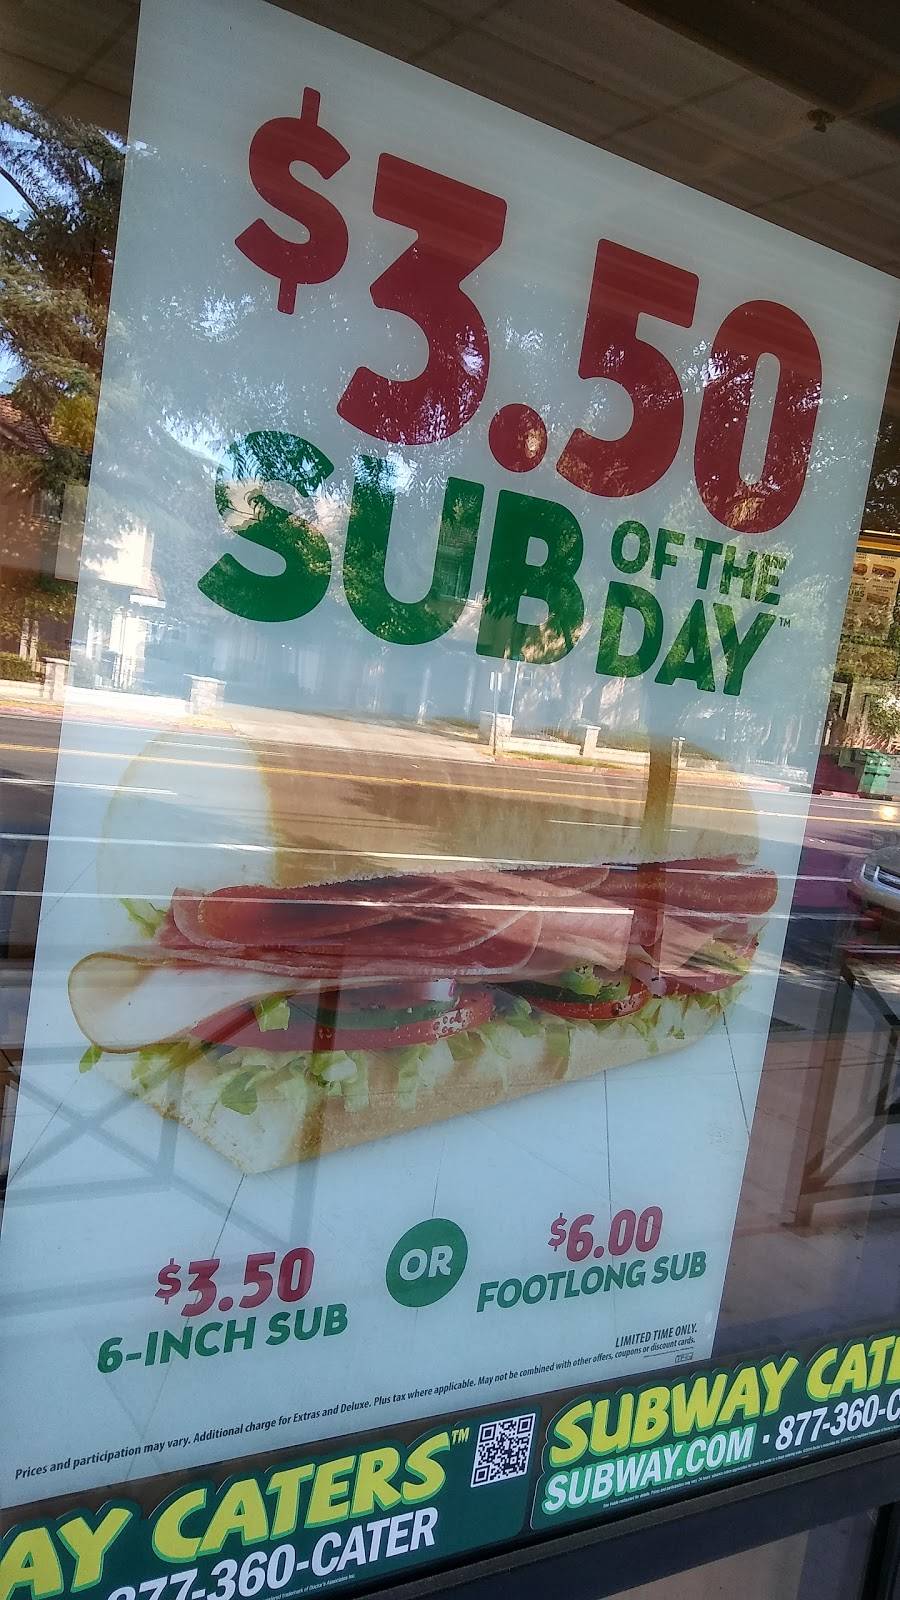 $3.50
SUB OF THE DAY™
$3.50
6-INCH SUB
OR
$6.00
FOOTLONG SUB
LIMITED TIME ONLY.
Prices and participation may vary. Additional charge for Extras and Deluxe. Plus tax where applicable. May not be combined with other offers, coupons or discount cards.
AY CATERS™
877-360-CATER
SUBWAY CATE
SUBWAY.COM • 877-360-C